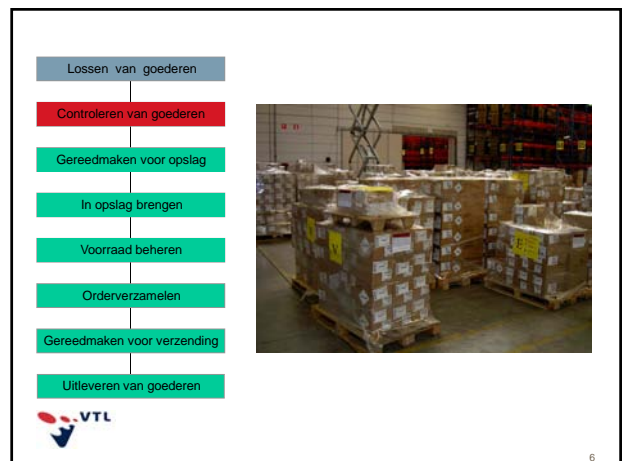 Lossen van goederen
Controleren van goederen
Gereedmaken voor opslag
In opslag brengen
Voorraad beheren
Orderverzamelen
Gereedmaken voor verzending
Uitleveren van goederen
VTL
6